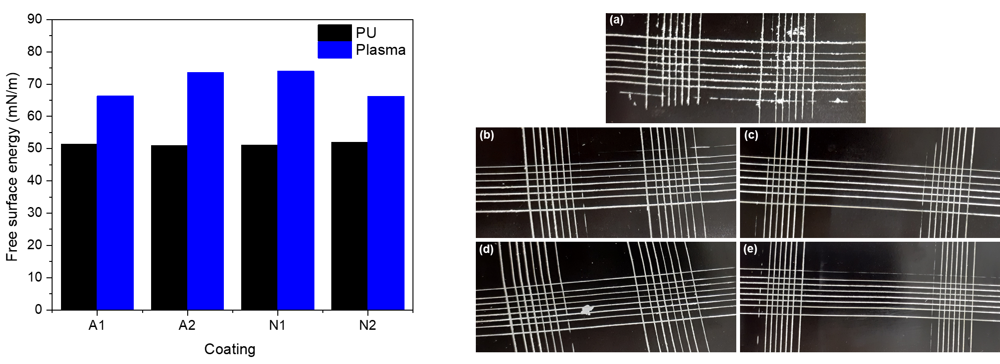 90
80
70
60
50
40
30
20
10
0
Free surface energy (mN/m)
PU
Plasma
A1 A2 N1 N2
Coating
(a)
(b) (c)
(d) (e)